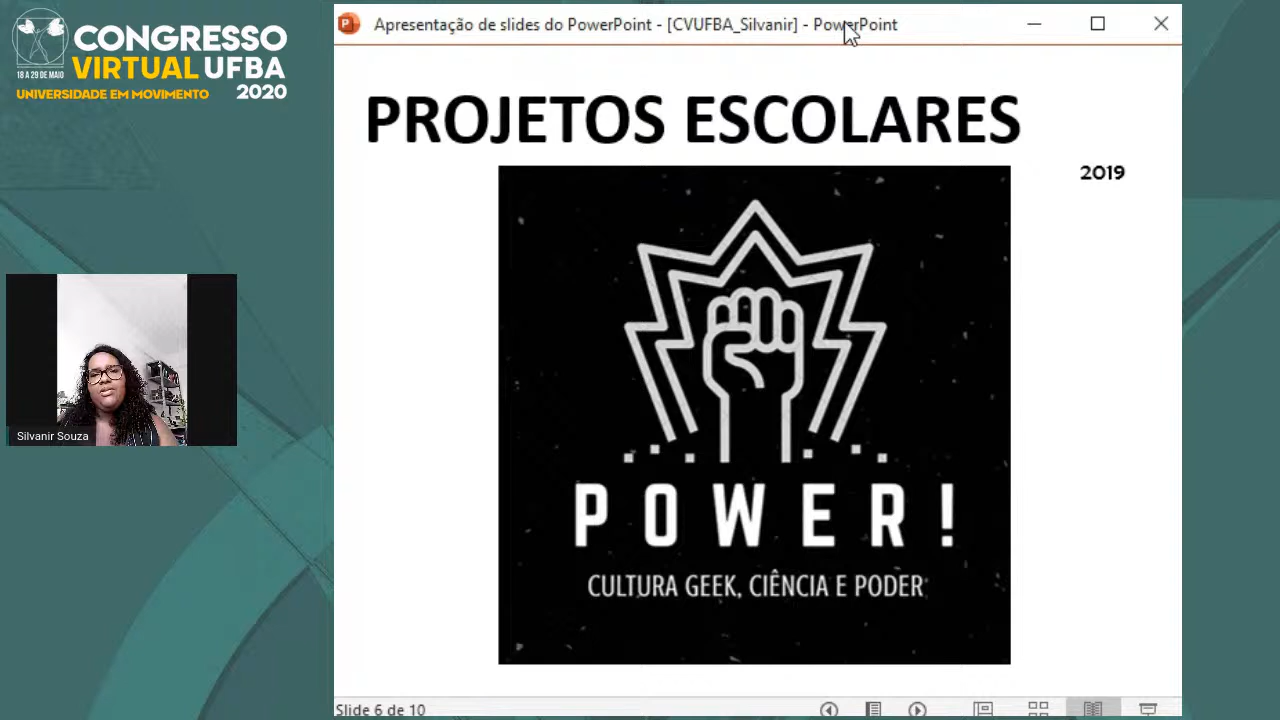 CONGRESSO
VIRTUAL UFBA
18 A 29 DE MAIO
UNIVERSIDADE EM MOVIMENTO
2020
Apresentação de slides do PowerPoint - [CVUFBA_Silvanir] - PowerPoint
PROJETOS ESCOLARES
2019
POWER!
CULTURA GEEK, CIÊNCIA E PODER
Silvanir Souza
Slide 6 de 10